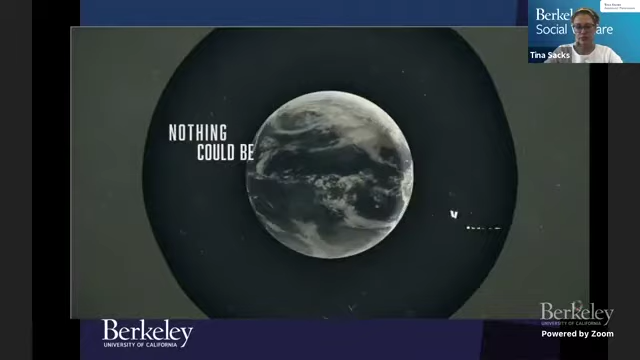 Berkeley
Social Welfare
Tina Sacks
NOTHING
COULD BE
Berkeley
UNIVERSITY OF CALIFORNIA
Berkeley
UNIVERSITY OF CALIFORNIA
Powered by Zoom